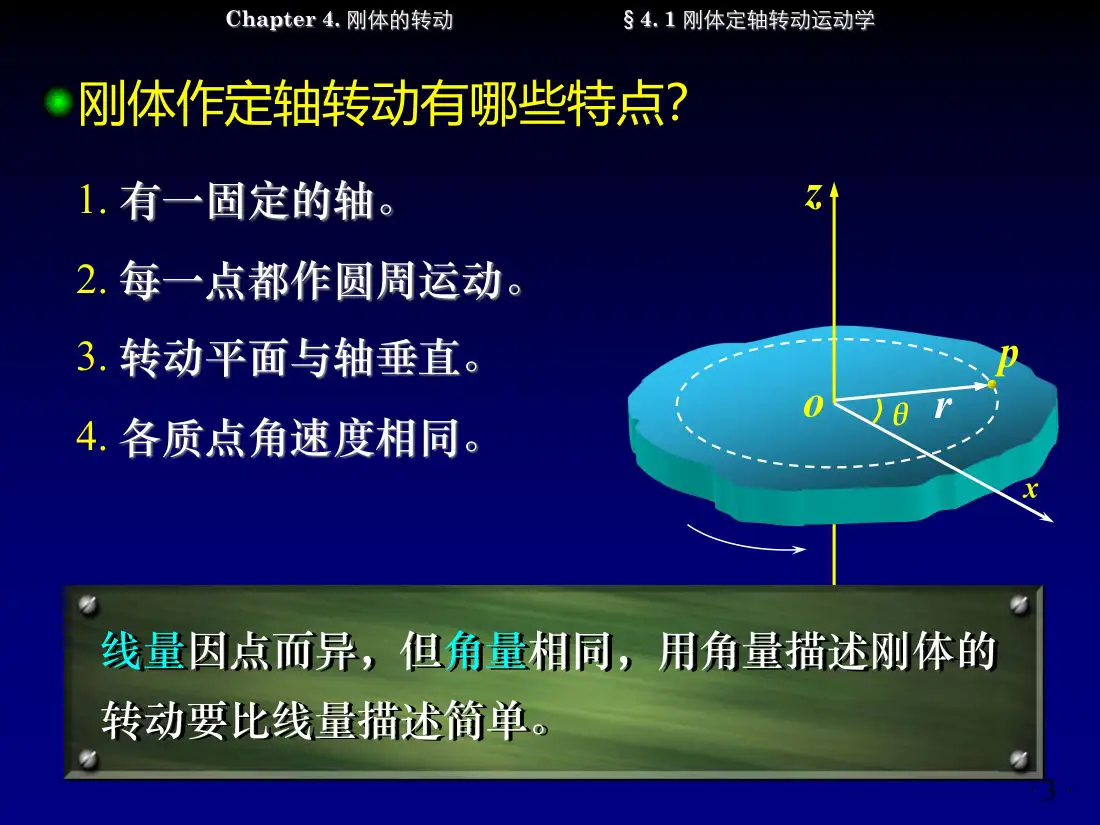 Chapter 4. 刚体的转动
§4. 1 刚体定轴转动运动学
刚体作定轴转动有哪些特点?
1. 有一固定的轴。
2. 每一点都作圆周运动。
3. 转动平面与轴垂直。
4. 各质点角速度相同。
z
p
o
θ
r
x
线量因点而异，但角量相同，用角量描述刚体的
转动要比线量描述简单。
3